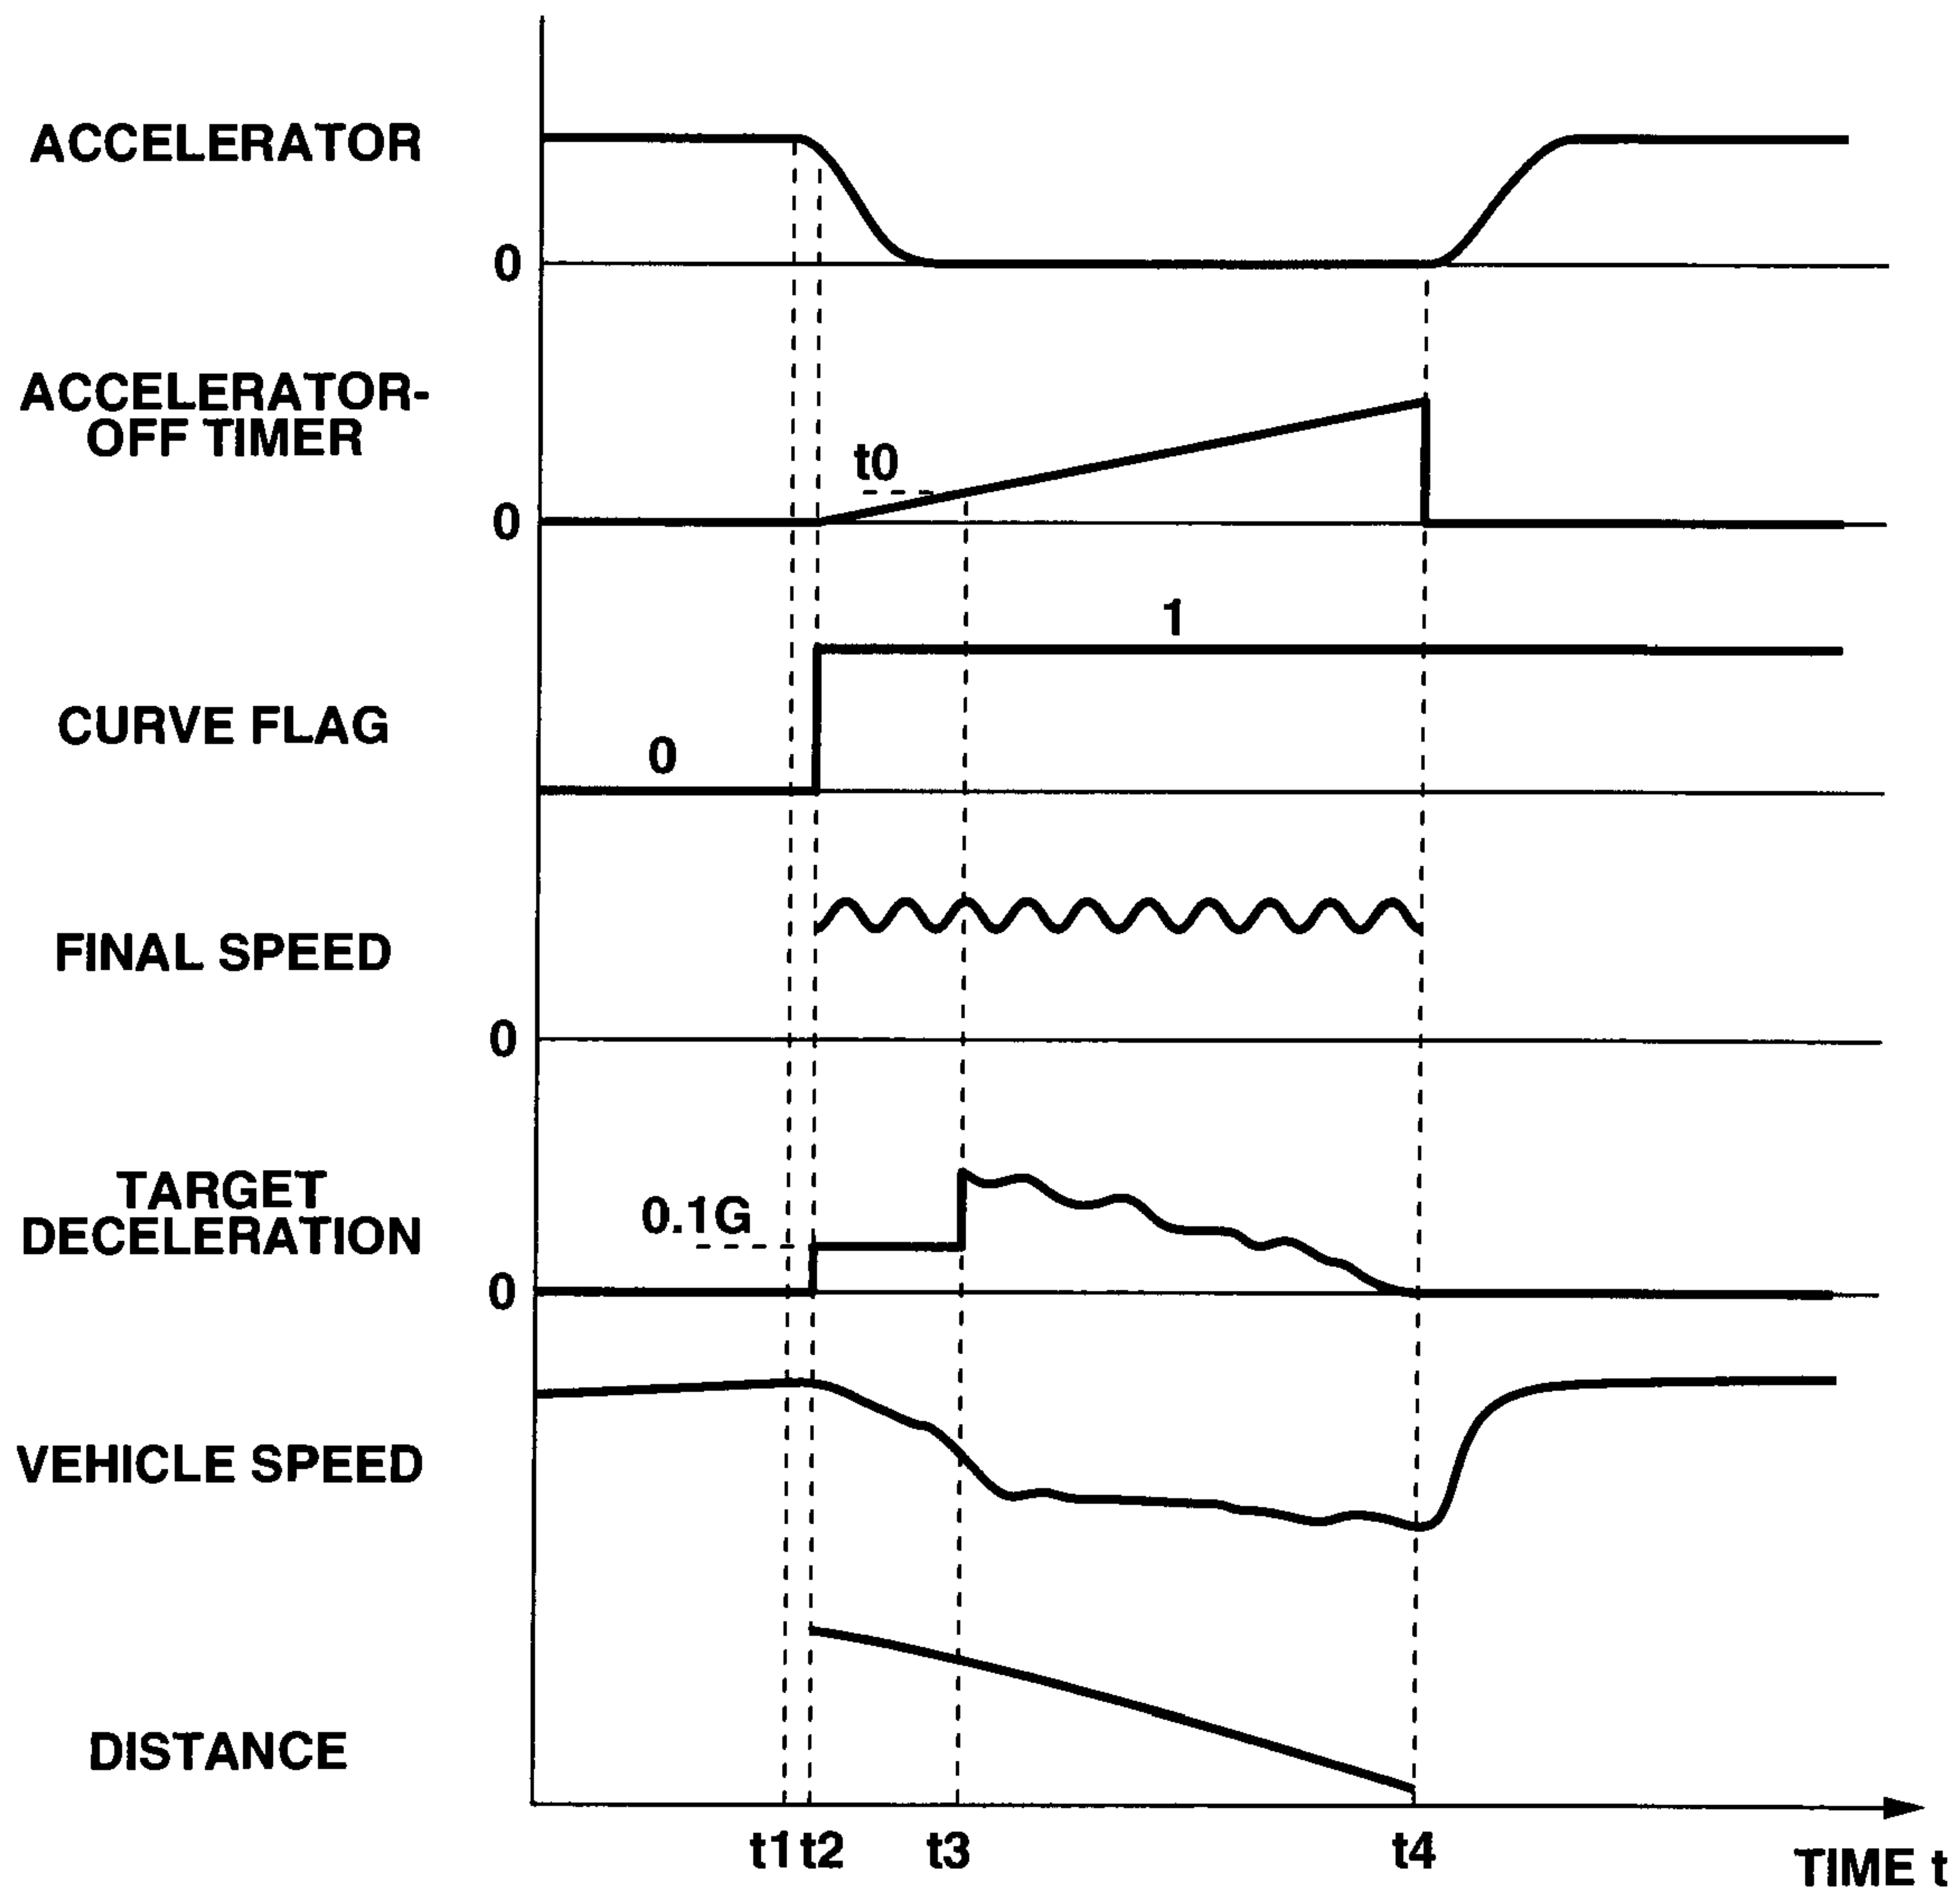 ACCELERATOR
0
ACCELERATOR-
OFF TIMER
t0
0
1
CURVE FLAG
0
FINAL SPEED
0
TARGET
DECELERATION
0.1G
0
VEHICLE SPEED
DISTANCE
t1 t2 t3 t4
TIME t